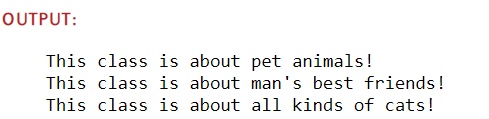 OUTPUT:
This class is about pet animals!
This class is about man's best friends!
This class is about all kinds of cats!